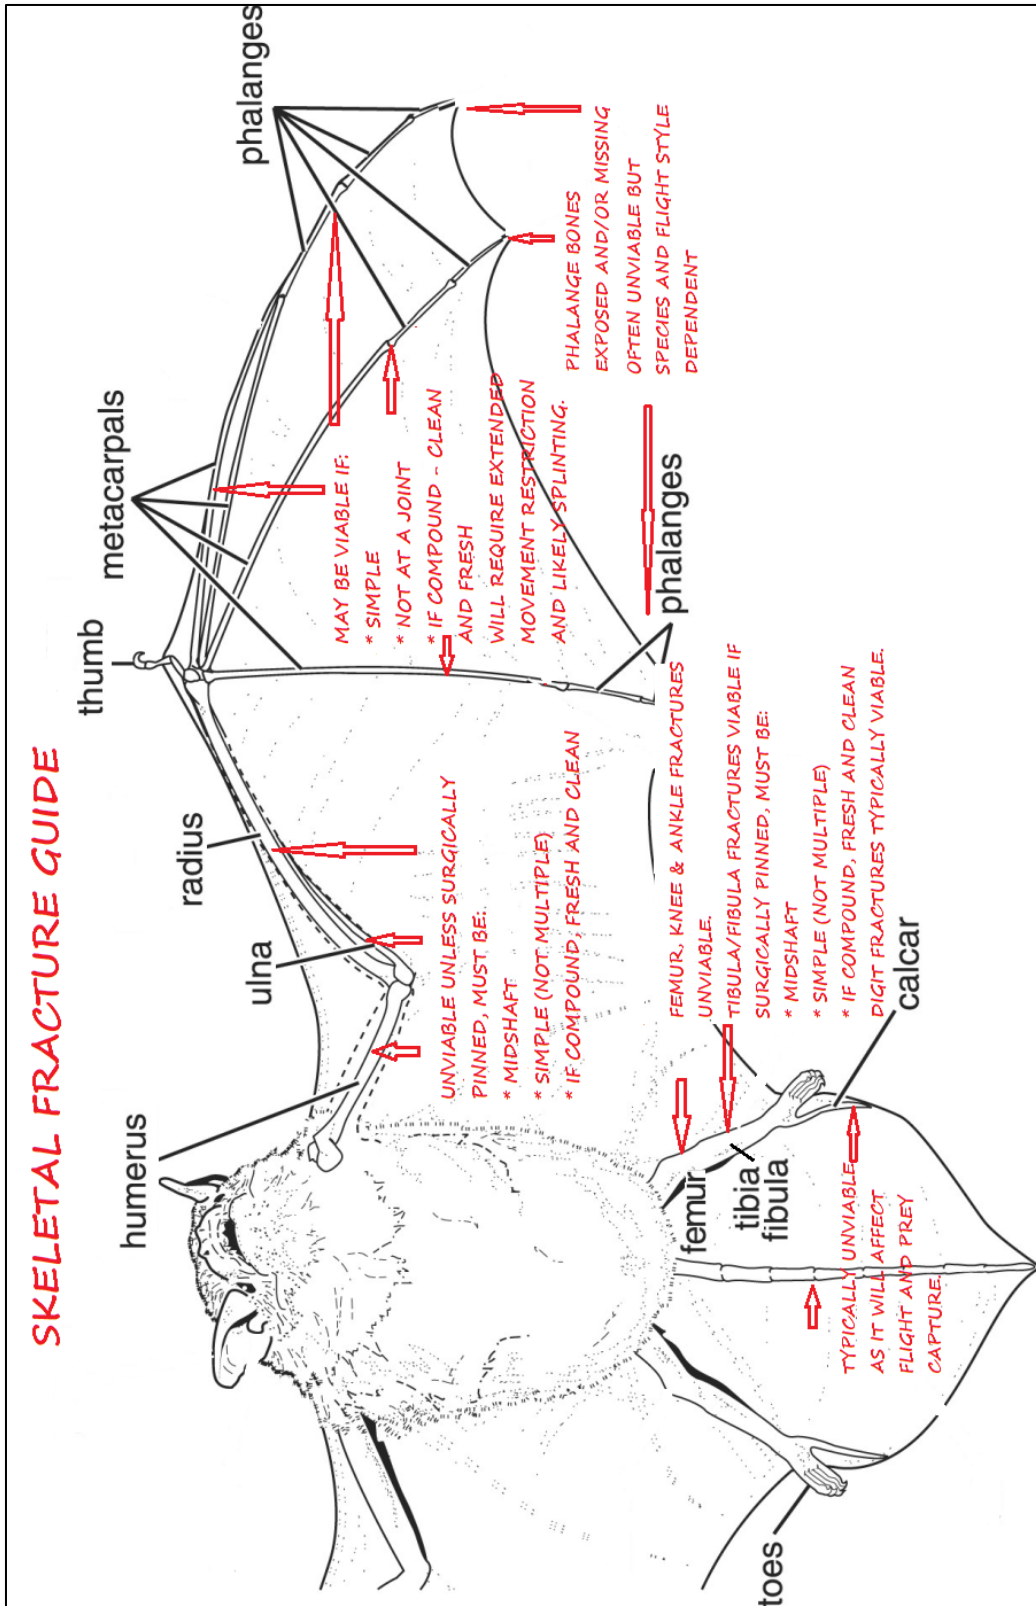 SKELETAL FRACTURE GUIDE
humerus
ulna
radius
thumb
metacarpals
phalanges
UNVIABLE UNLESS SURGICALLY
PINNED, MUST BE:
* MIDSHAFT
* SIMPLE (NOT MULTIPLE)
* IF COMPOUND, FRESH AND CLEAN
MAY BE VIABLE IF:
* SIMPLE
* NOT AT A JOINT
* IF COMPOUND - CLEAN
AND FRESH
WILL REQUIRE EXTENDED
MOVEMENT RESTRICTION
AND LIKELY SPLINTING.
PHALANGE BONES
EXPOSED AND/OR MISSING
OFTEN UNVIABLE BUT
SPECIES AND FLIGHT STYLE
DEPENDENT
phalanges
FEMUR, KNEE & ANKLE FRACTURES
UNVIABLE.
TIBULA/FIBULA FRACTURES VIABLE IF
SURGICALLY PINNED, MUST BE:
* MIDSHAFT
* SIMPLE (NOT MULTIPLE)
* IF COMPOUND, FRESH AND CLEAN
DIGIT FRACTURES TYPICALLY VIABLE.
femur
tibia
fibula
calcar
TYPICALLY UNVIABLE
AS IT WILL AFFECT
FLIGHT AND PREY
CAPTURE.
toes